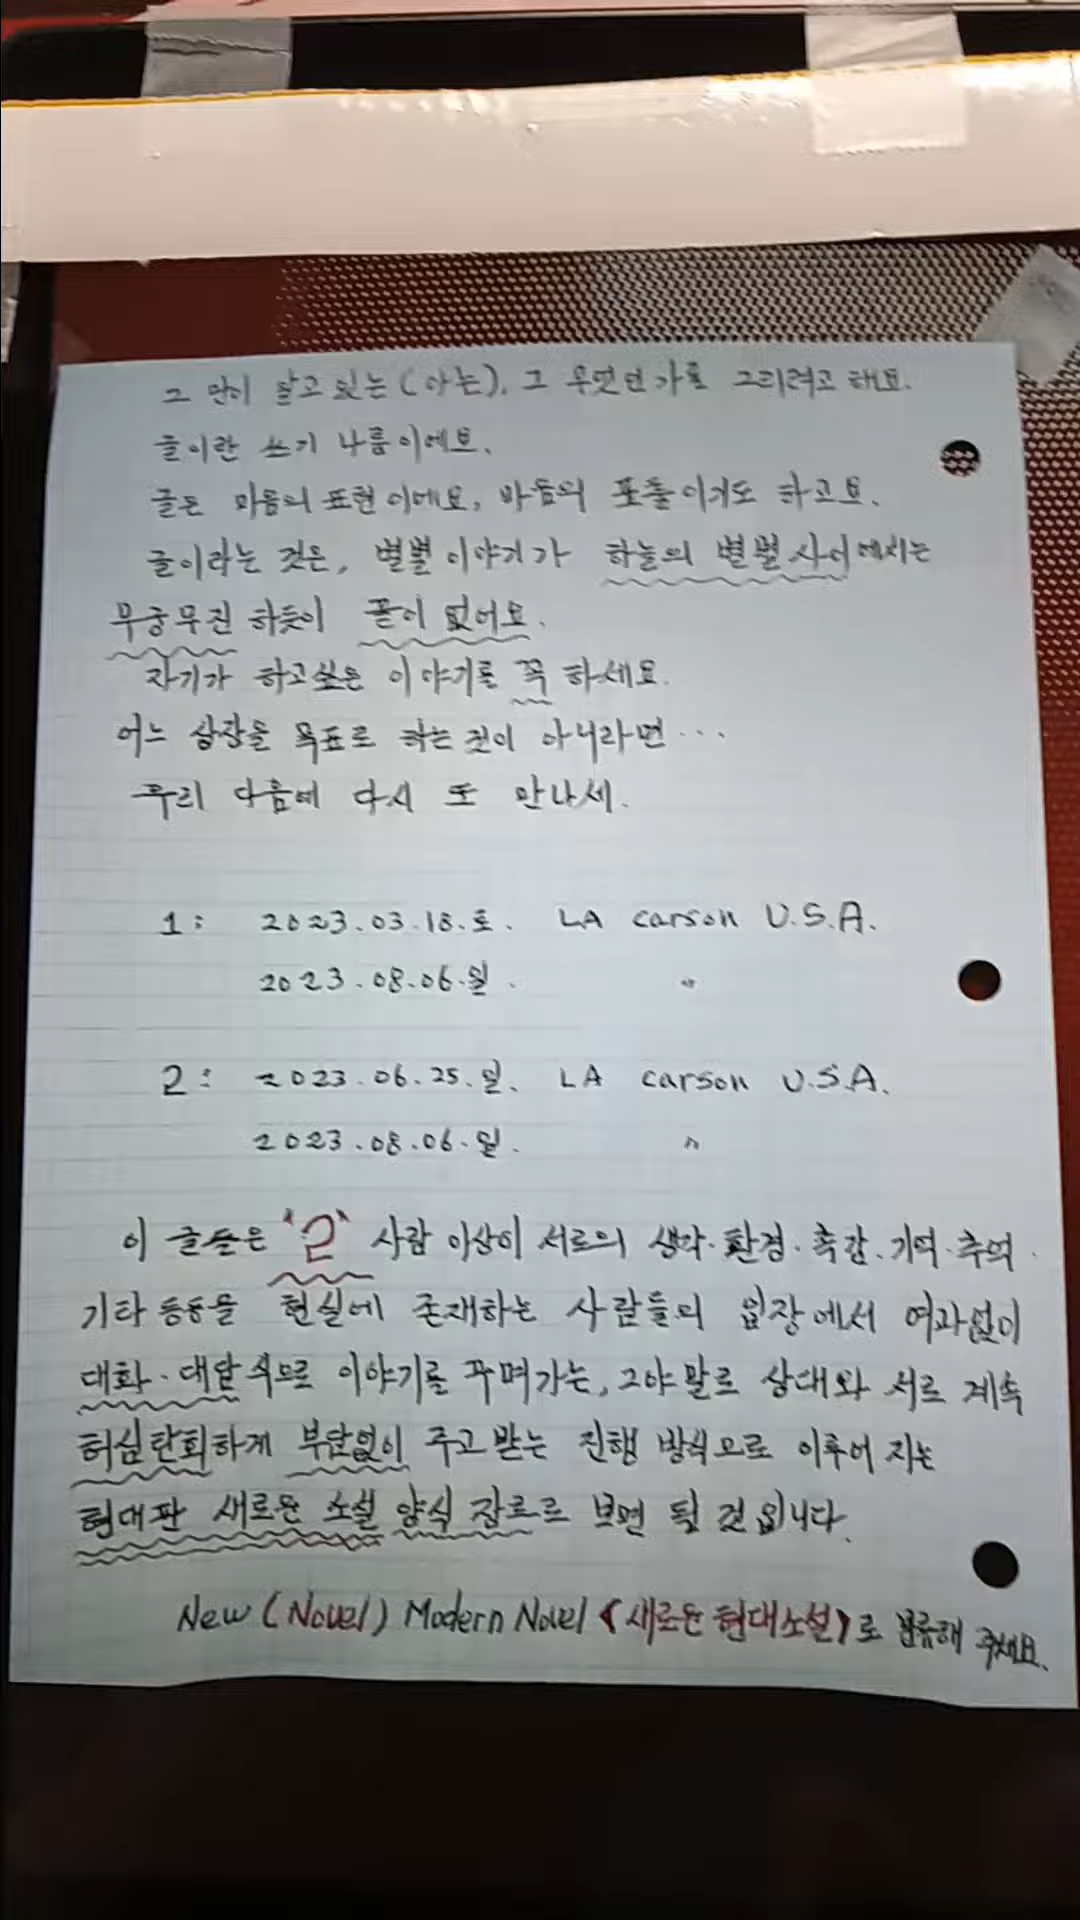 그 만이 알고 있는(아는). 그 무언가를 그리려고 해요.
글이란 쓰기 나름이에요.
글은 마음의 표현이에요, 마음의 포출이기도 하고요.
글이라는 것은, 별별 이야기가 하늘의 별별 사이에서는
무궁무진 하듯이 끝이 없어요.
자기가 하고싶은 이야기를 꼭 하세요.
어느 상장을 목표로 하는 것이 아니라면...
우리 다음에 다시 또 만나세.
1: 2023.03.18.토. LA carson U.S.A.
2023.08.06.일. "
2: 2023.06.25.일. LA carson U.S.A.
2023.08.06.일. "
이 글들은 "2" 사람 이상이 서로의 생각·환경·촉감·기억·추억·
기타 등등을 현실에 존재하는 사람들의 입장에서 여과없이
대화·대답식으로 이야기를 꾸며가는, 그야말로 상대와 서로 계속
허심탄회하게 부담없이 주고 받는 진행 방식으로 이루어 지는
현대판 새로운 소설 양식 장르로 보면 될 것 입니다.
New (Novel) Modern Novel (새로운 현대소설)로 분류해 주세요.